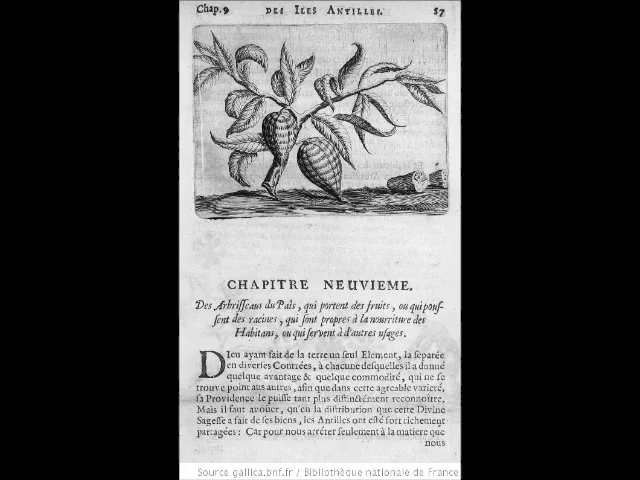 Chap. 9 DES ILES ANTILLES. 87
CHAPITRE NEUVIEME.
Des Arbriſſeaus du Païs, qui portent des fruits, ou qui pouſ-
ſent des racines, qui ſont propres à la nourriture des
Habitans, ou qui ſervent à d'autres uſages.
DIeu ayant fait de la terre un ſeul Element, la ſeparée
en diverſes Contrées, à chacune deſquelles il a donné
quelque avantage & quelque commodité, qui ne ſe
trouve point aus autres, afin que dans cette agreable varieté,
ſa Providence ſe puiſſe tant plus diſtinctément reconnoître.
Mais il faut avoüer, qu'en la diſtribution que cette Divine
Sageſſe a fait de ſes biens, les Antilles ont eſté fort richement
partagées: Car pour nous arréter ſeulement à la matiere que
nous
Source gallica.bnf.fr / Bibliothèque nationale de France